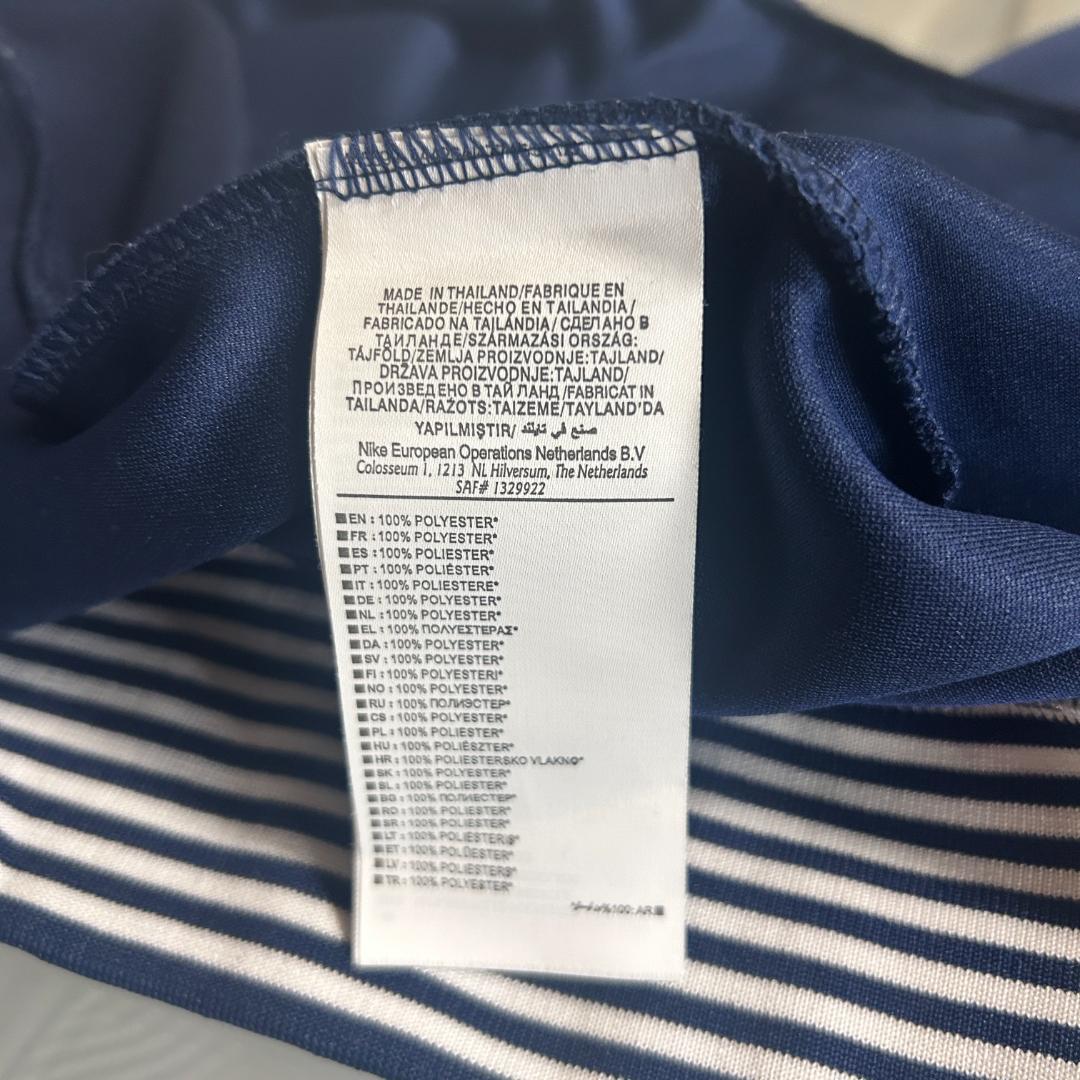 MADE IN THAILAND/FABRIQUE EN
THAILANDE/HECHO EN TAILANDIA/
FABRICADO NA TAJLÂNDIA/СДЕЛАНО В
ТАИЛАНДЕ/SZÁRMAZÁSI ORSZÁG:
TÁJFÖLD/ZEMLJA PROIZVODNJE:TAJLAND/
DRŽAVA PROIZVODNJE:TAJLAND/
ПРОИЗВЕДЕНО В ТАЙЛАНД/FABRICAT IN
TAILANDA/RAŽOTS:TAIZEME/TAYLAND'DA
YAPILMIŞTIR/ صنع في تايلند
Nike European Operations Netherlands B.V
Colosseum 1, 1213 NL Hilversum, The Netherlands
SAF# 1329922
EN : 100% POLYESTER*
FR : 100% POLYESTER*
ES : 100% POLIESTER*
PT : 100% POLIÉSTER*
IT : 100% POLIESTERE*
DE : 100% POLYESTER*
NL : 100% POLYESTER*
EL : 100% ΠΟΛΥΕΣΤΕΡΑΣ*
DA : 100% POLYESTER*
SV : 100% POLYESTER*
FI : 100% POLYESTERI*
NO : 100% POLYESTER*
RU : 100% ПОЛИЭСТЕР*
CS : 100% POLYESTER*
PL : 100% POLIESTER*
HU : 100% POLIÉSZTER*
HR : 100% POLIESTERSKO VLAKNO*
SK : 100% POLYESTER*
SL : 100% POLIESTER*
BG : 100% ПОЛИЕСТЕР*
RO : 100% POLIESTER*
SR : 100% POLIESTER*
LT : 100% POLIESTERIS*
ET : 100% POLÜESTER*
LV : 100% POLIESTERS*
TR : 100% POLYESTER*
%100: AR